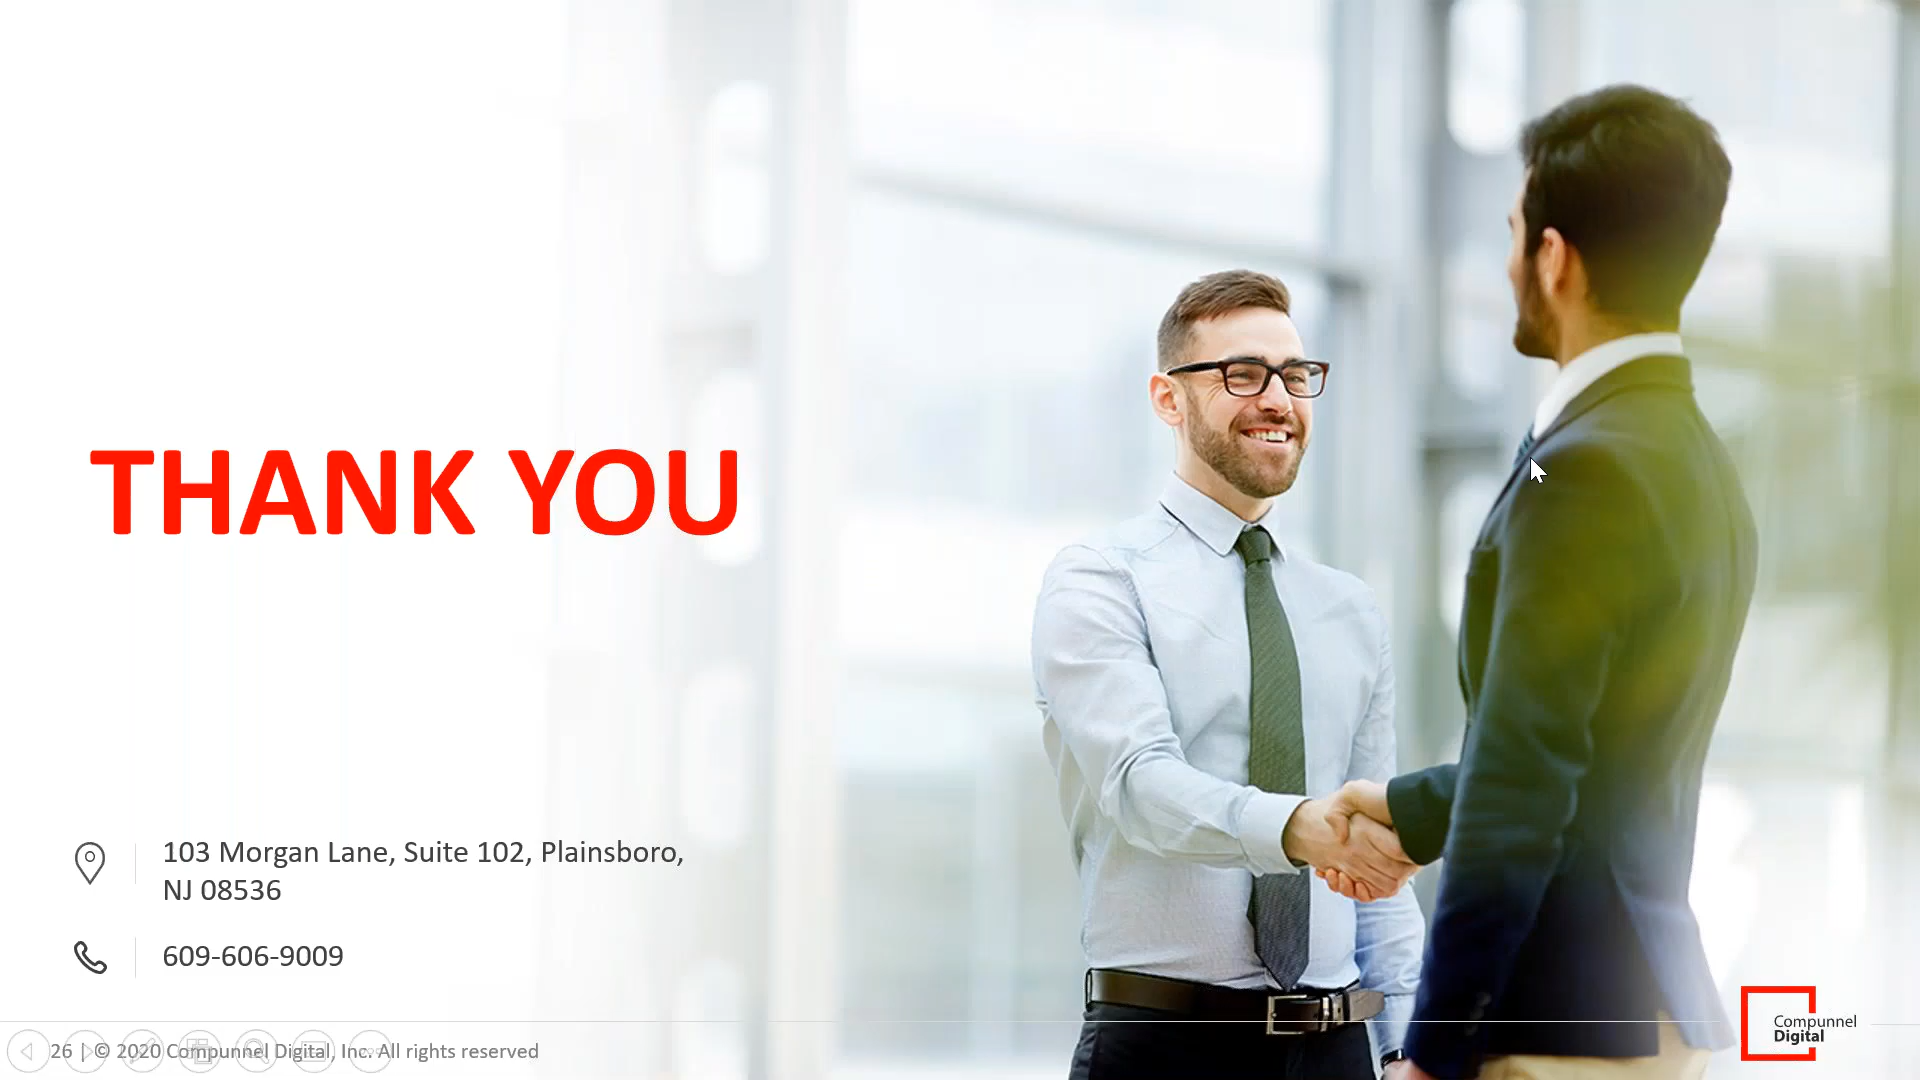 THANK YOU
103 Morgan Lane, Suite 102, Plainsboro,
NJ 08536
609-606-9009
26 | © 2020 Compunnel Digital, Inc. All rights reserved
Compunnel
Digital